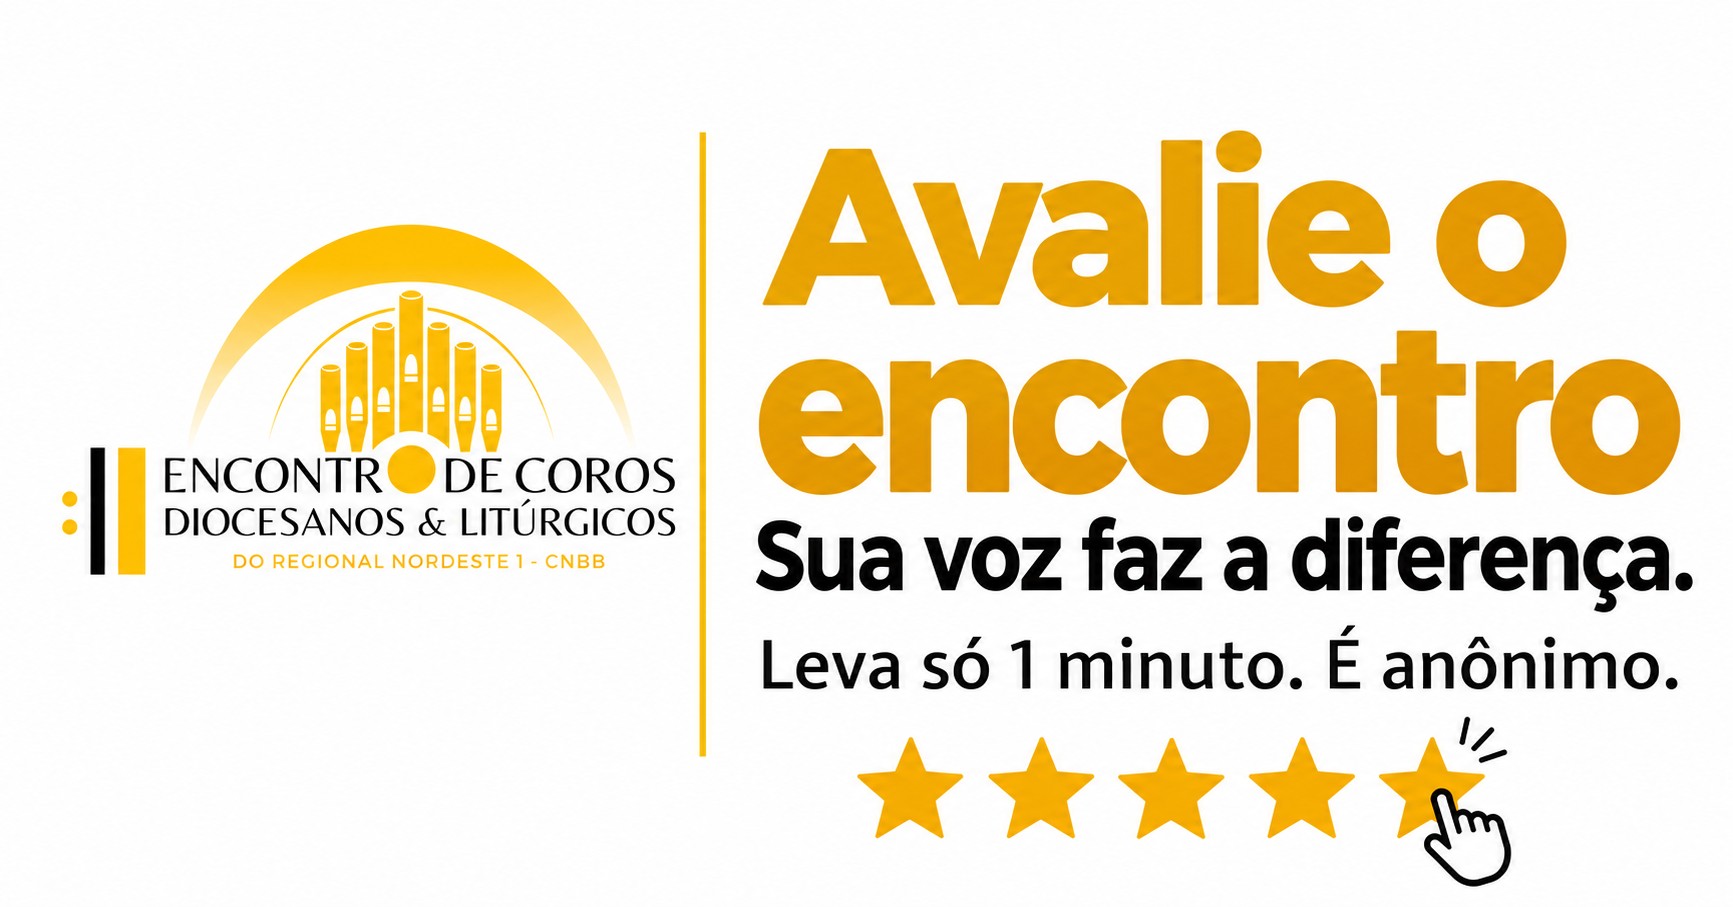 ENCONTRO DE COROS
DIOCESANOS & LITÚRGICOS
DO REGIONAL NORDESTE 1 - CNBB
Avalie o
encontro
Sua voz faz a diferença.
Leva só 1 minuto. É anônimo.